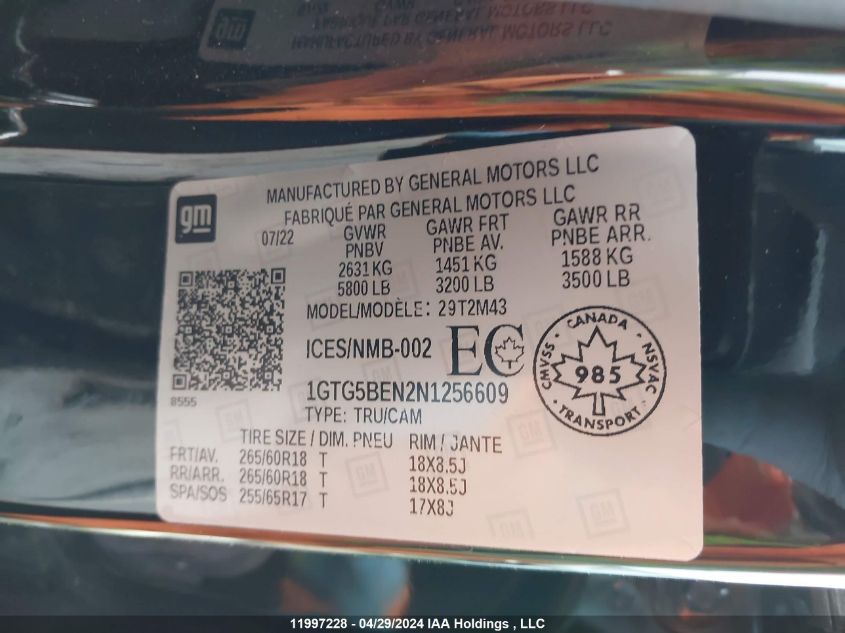 MANUFACTURED BY GENERAL MOTORS LLC
FABRIQUÉ PAR GENERAL MOTORS LLC
gm
07/22
GVWR
PNBV
2631 KG
5800 LB
GAWR FRT
PNBE AV.
1451 KG
3200 LB
GAWR RR
PNBE ARR.
1588 KG
3500 LB
MODEL/MODÈLE: 29T2M43
ICES/NMB-002 EC
CANADA
CMVSS 985 NSVAC
TRANSPORT
8555
1GTG5BEN2N1256609
TYPE: TRU/CAM
TIRE SIZE / DIM. PNEU RIM / JANTE
FRT/AV. 265/60R18 T 18X8.5J
RR/ARR. 265/60R18 T 18X8.5J
SPA/SOS 255/65R17 T 17X8J
11997228 - 04/29/2024 IAA Holdings , LLC